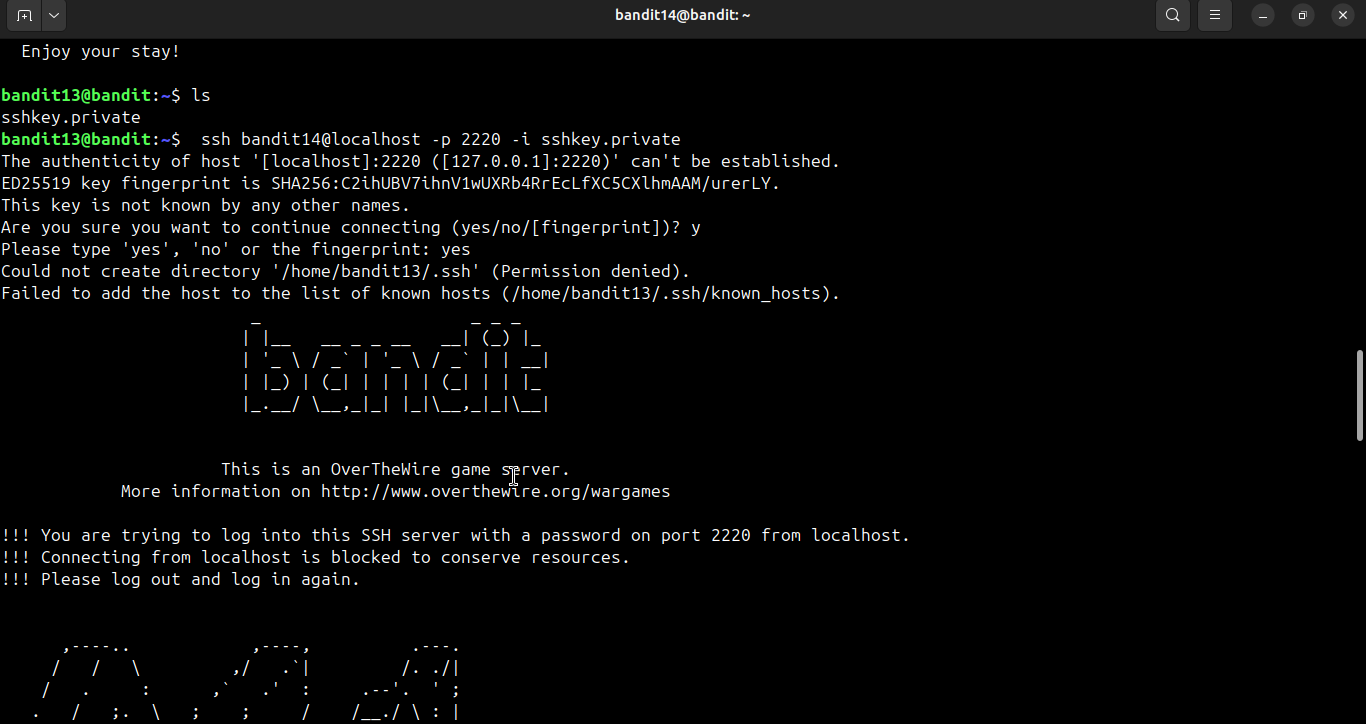 bandit14@bandit: ~
  Enjoy your stay!

bandit13@bandit:~$ ls
sshkey.private
bandit13@bandit:~$  ssh bandit14@localhost -p 2220 -i sshkey.private
The authenticity of host '[localhost]:2220 ([127.0.0.1]:2220)' can't be established.
ED25519 key fingerprint is SHA256:C2ihUBV7ihnV1wUXRb4RrEcLfXC5CXlhmAAM/urerLY.
This key is not known by any other names.
Are you sure you want to continue connecting (yes/no/[fingerprint])? y
Please type 'yes', 'no' or the fingerprint: yes
Could not create directory '/home/bandit13/.ssh' (Permission denied).
Failed to add the host to the list of known hosts (/home/bandit13/.ssh/known_hosts).
bandit
                      This is an OverTheWire game server.
            More information on http://www.overthewire.org/wargames

!!! You are trying to log into this SSH server with a password on port 2220 from localhost.
!!! Connecting from localhost is blocked to conserve resources.
!!! Please log out and log in again.